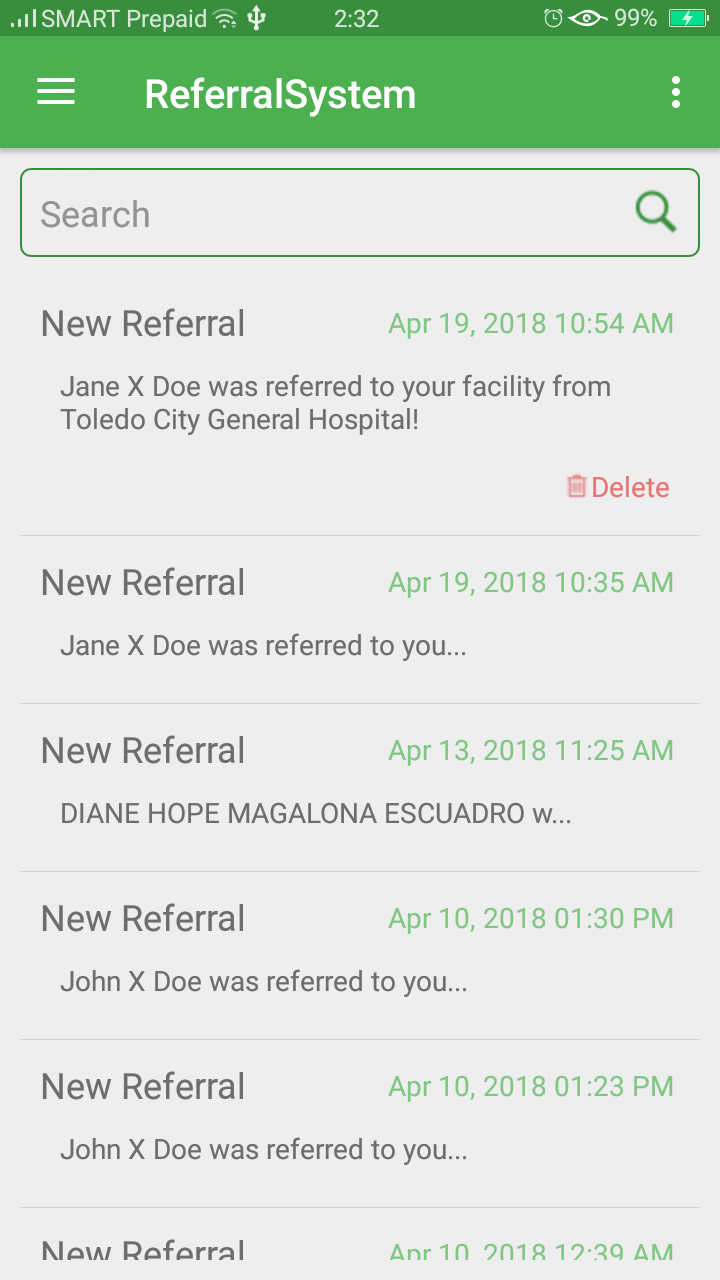 SMART Prepaid 2:32 99%
ReferralSystem
Search
New Referral Apr 19, 2018 10:54 AM
Jane X Doe was referred to your facility from
Toledo City General Hospital!
Delete
New Referral Apr 19, 2018 10:35 AM
Jane X Doe was referred to you...
New Referral Apr 13, 2018 11:25 AM
DIANE HOPE MAGALONA ESCUADRO w...
New Referral Apr 10, 2018 01:30 PM
John X Doe was referred to you...
New Referral Apr 10, 2018 01:23 PM
John X Doe was referred to you...
New Referral Apr 10, 2018 12:39 AM